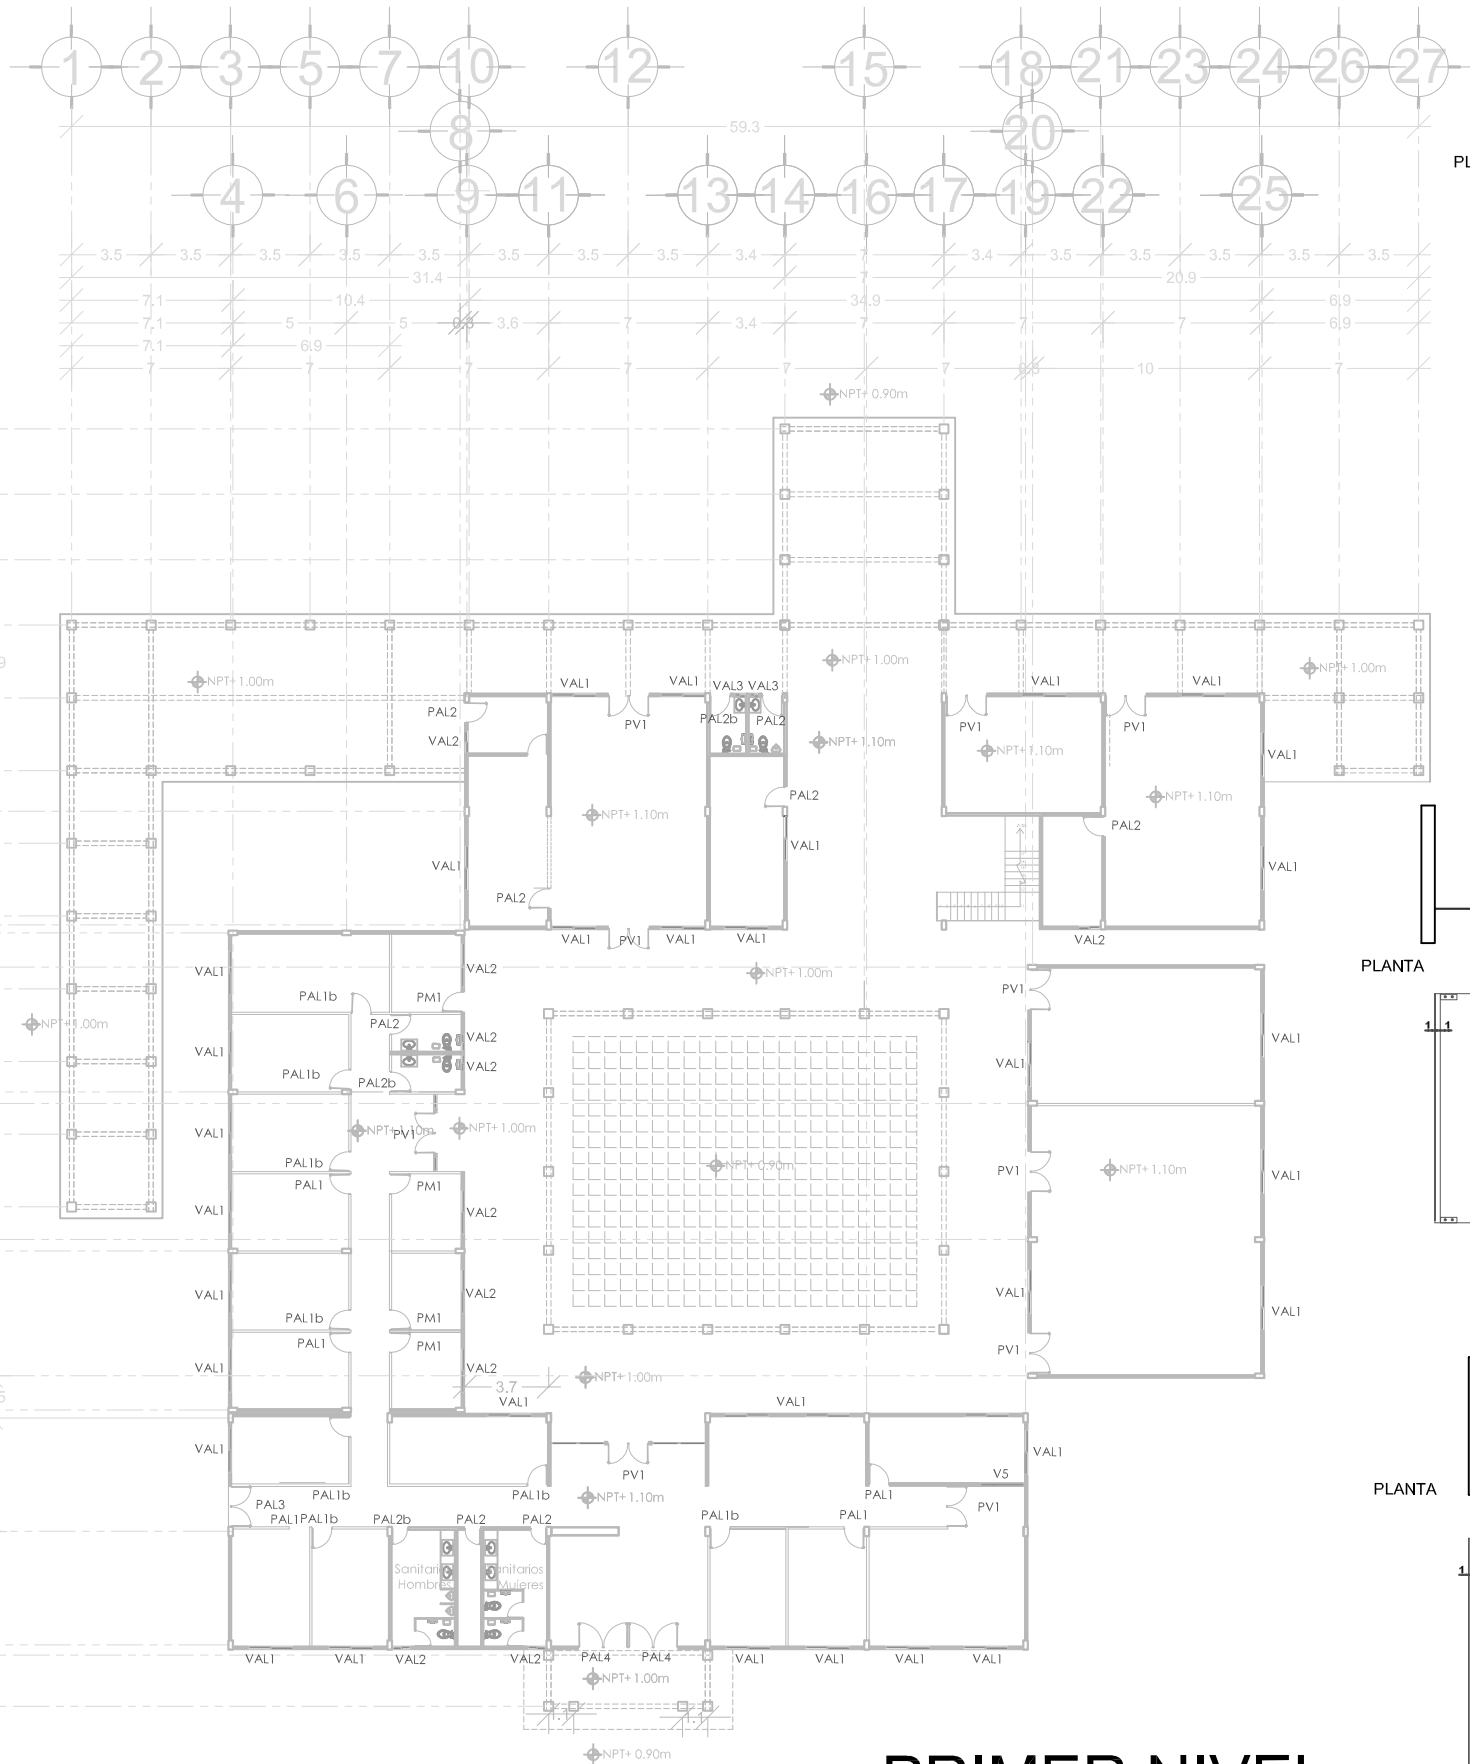 1 2 3 5 7 10 12 15 18 21 23 24 26 27
8 20
59.3
4 6 9 11 13 14 16 17 19 22 25
PL
3.5 3.5 3.5 3.5 3.5 3.5 3.5 3.5 3.4 7 3.4 3.5 3.5 3.5 3.5 3.5
31.4 7 20.9
7.1 10.4 34.9 6.9
7.1 5 5 3.6 7 3.4 7 7 7 6.9
7.1 6.9
7 7 7 7 7 7 10 7
NPT+ 0.90m
NPT+ 1.00m NPT+ 1.00m
NPT+ 1.00m
VAL1 VAL1 VAL3 VAL3 VAL1 VAL1
PAL2 PV1 PAL2b PAL2 PV1 PV1
VAL2 NPT+ 1.10m NPT+ 1.10m VAL1
PAL2 NPT+ 1.10m
NPT+ 1.10m PAL2
VAL1 VAL1 VAL1
PAL2
VAL1 PV1 VAL1 VAL1 VAL2
PLANTA
VAL1 VAL2 NPT+ 1.00m
PAL1b PM1 PV1
NPT+ 1.00m PAL2 1 1
VAL1 VAL2 VAL1
VAL2 VAL1
PAL1b PAL2b
VAL1 NPT+ 1.10m PV1 NPT+ 1.00m
PAL1b NPT+ 0.90m PV1 NPT+ 1.10m VAL1
PAL1 PM1
VAL1 VAL2
VAL1 VAL2 VAL1
PAL1b PM1 VAL1
PAL1 PM1 PV1
VAL1 VAL2 NPT+ 1.00m
3.7
VAL1 VAL1
VAL1 VAL1
PV1 V5
PAL1b PAL1b NPT+ 1.10m PAL1 PLANTA
PAL3 PV1
PAL1 PAL1b PAL2b PAL2 PAL2 PAL1b PAL1
Sanitarios
Hombres Mujeres
1
VAL1 VAL1 VAL2 VAL2 PAL4 PAL4 VAL1 VAL1 VAL1 VAL1
NPT+ 1.00m
NPT+ 0.90m
PRIMER NIVEL